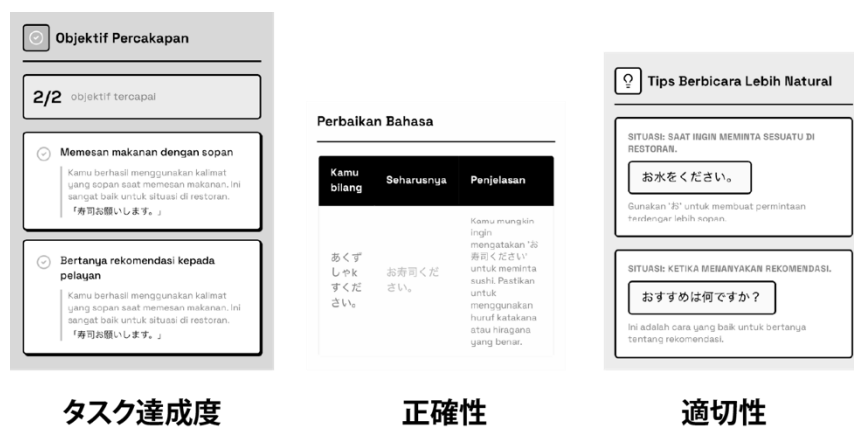 Objektif Percakapan
2/2 objektif tercapai
Memesan makanan dengan sopan
Kamu berhasil menggunakan kalimat
yang sopan saat memesan makanan. Ini
sangat baik untuk situasi di restoran.
「寿司お願いします。」
Bertanya rekomendasi kepada
pelayan
Kamu berhasil menggunakan kalimat
yang sopan saat memesan makanan. Ini
sangat baik untuk situasi di restoran.
「寿司お願いします。」
タスク達成度
Perbaikan Bahasa
Kamu
bilang
Seharusnya
Penjelasan
あくず
しゃk
すくだ
さい。
お寿司くだ
さい。
Kamu mungkin
ingin
mengatakan 'お
寿司ください'
untuk meminta
sushi. Pastikan
untuk
menggunakan
huruf katakana
atau hiragana
yang benar.
正確性
Tips Berbicara Lebih Natural
SITUASI: SAAT INGIN MEMINTA SESUATU DI
RESTORAN.
お水をください。
Gunakan 'お' untuk membuat permintaan
terdengar lebih sopan.
SITUASI: KETIKA MENANYAKAN REKOMENDASI.
おすすめは何ですか？
Ini adalah cara yang baik untuk bertanya
tentang rekomendasi.
適切性